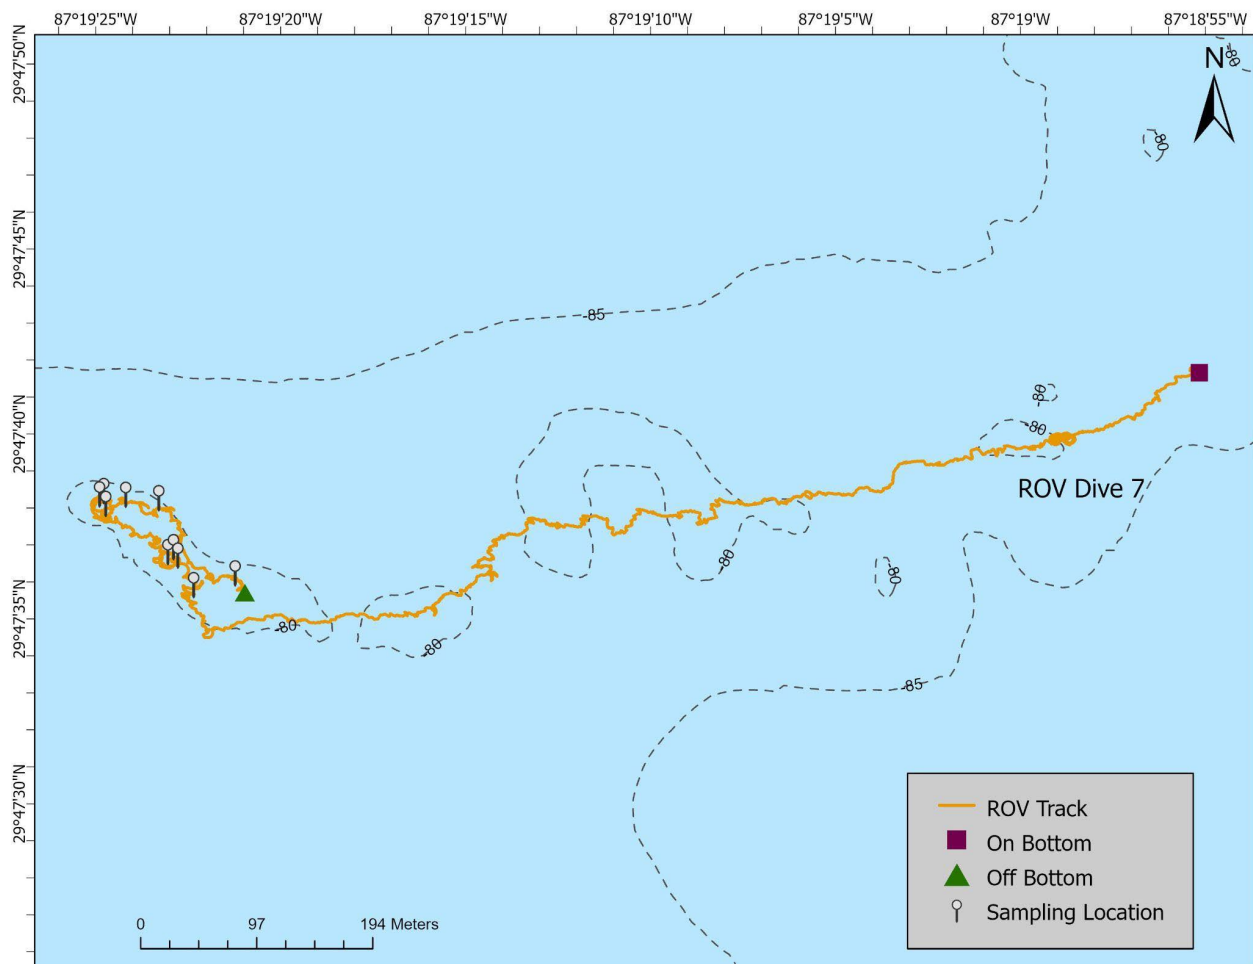 87°19'25"W 87°19'20"W 87°19'15"W 87°19'10"W 87°19'5"W 87°19'W 87°18'55"W
29°47'50"N
-80
N
-80
29°47'45"N
-85
-80
29°47'40"N
-80
ROV Dive 7
-80
-80
29°47'35"N
-80
-80
-85
29°47'30"N
ROV Track
On Bottom
Off Bottom
Sampling Location
0 97 194 Meters